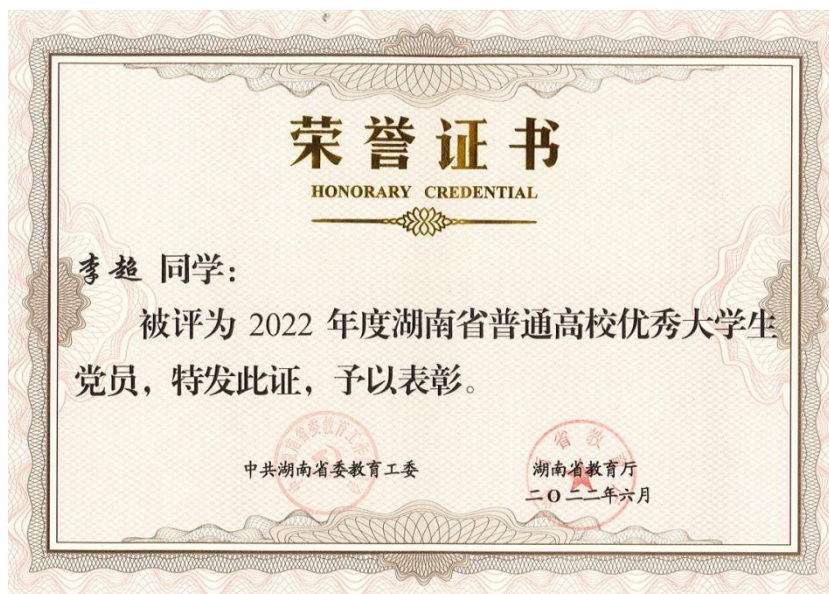 荣誉证书
HONORARY CREDENTIAL
李超 同学：
被评为 2022 年度湖南省普通高校优秀大学生
党员，特发此证，予以表彰。
中共湖南省委教育工委
湖南省教育厅
二〇二二年六月